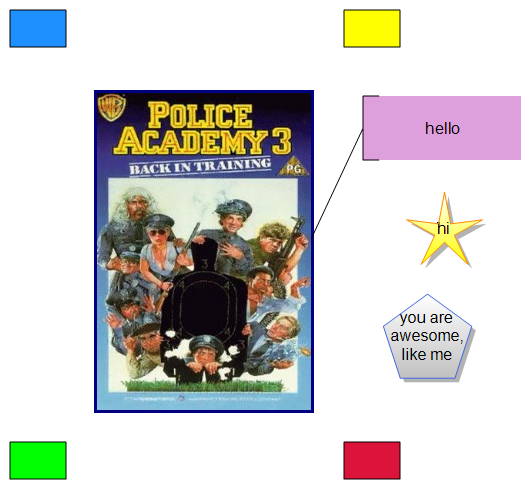 POLICE
ACADEMY 3
BACK IN TRAINING
PG
hello
hi
you are
awesome,
like me